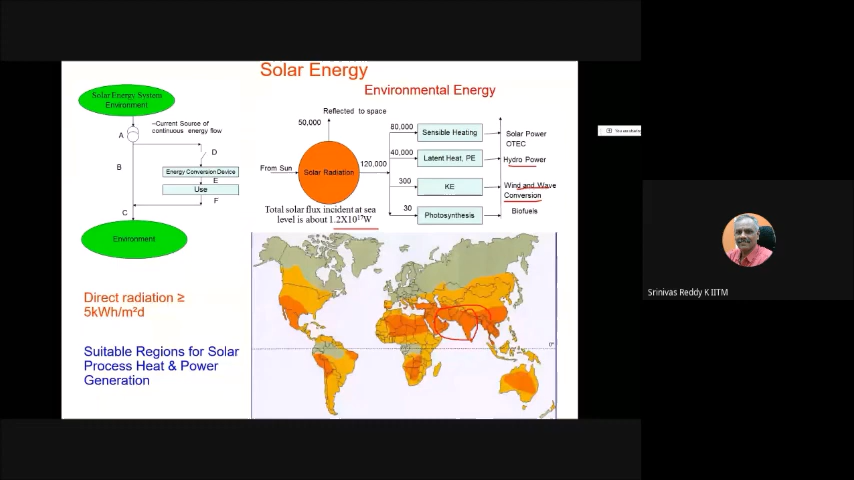 Solar Energy
Solar Energy System
Environment
A
–Current Source of
continuous energy flow
D
B
Energy Conversion Device
E
Use
F
C
Environment
Environmental Energy
Reflected to space
50,000
From Sun
Solar Radiation
120,000
80,000
Sensible Heating
Solar Power
OTEC
40,000
Latent Heat, PE
Hydro Power
300
KE
Wind and Wave
Conversion
30
Photosynthesis
Biofuels
Total solar flux incident at sea
level is about 1.2X10¹⁷W
Direct radiation ≥
5kWh/m²d
Suitable Regions for Solar
Process Heat & Power
Generation
0°
Srinivas Reddy K IITM